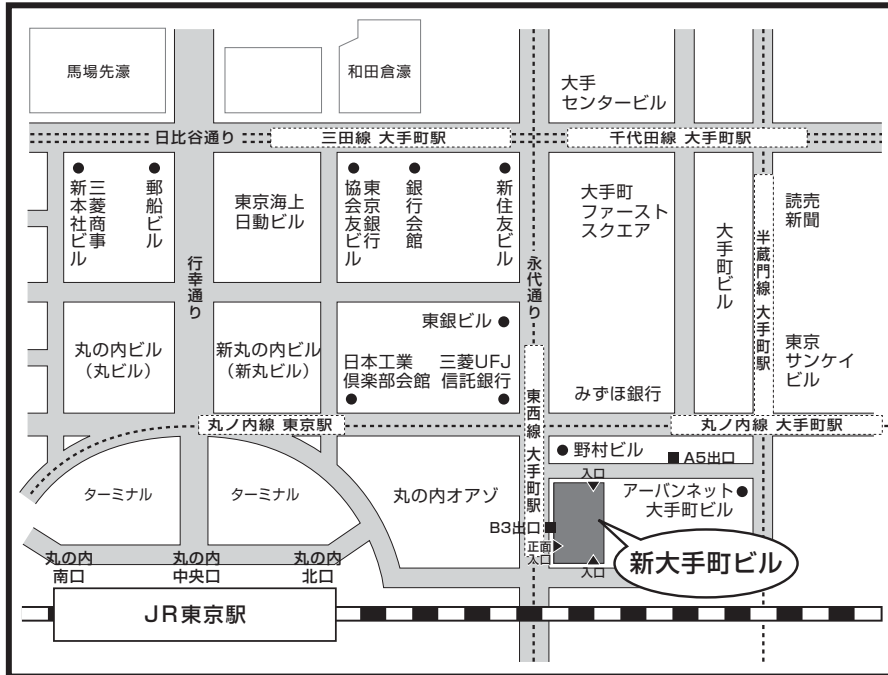 馬場先濠
和田倉濠
大手
センタービル
日比谷通り
三田線 大手町駅
千代田線 大手町駅
三菱商事
新本社ビル
郵船ビル
東京海上
日動ビル
東京銀行
協会友ビル
銀行会館
新住友ビル
大手町
ファースト
スクエア
大手町ビル
読売
新聞
行幸通り
永代通り
半蔵門線 大手町駅
東銀ビル
丸の内ビル
（丸ビル）
新丸の内ビル
（新丸ビル）
日本工業
倶楽部会館
三菱UFJ
信託銀行
みずほ銀行
東京
サンケイ
ビル
丸ノ内線 東京駅
東西線 大手町駅
丸ノ内線 大手町駅
野村ビル
A5出口
入口
ターミナル
ターミナル
丸の内オアゾ
アーバンネット
大手町ビル
B3出口
正面
入口
入口
新大手町ビル
丸の内
南口
丸の内
中央口
丸の内
北口
JR東京駅